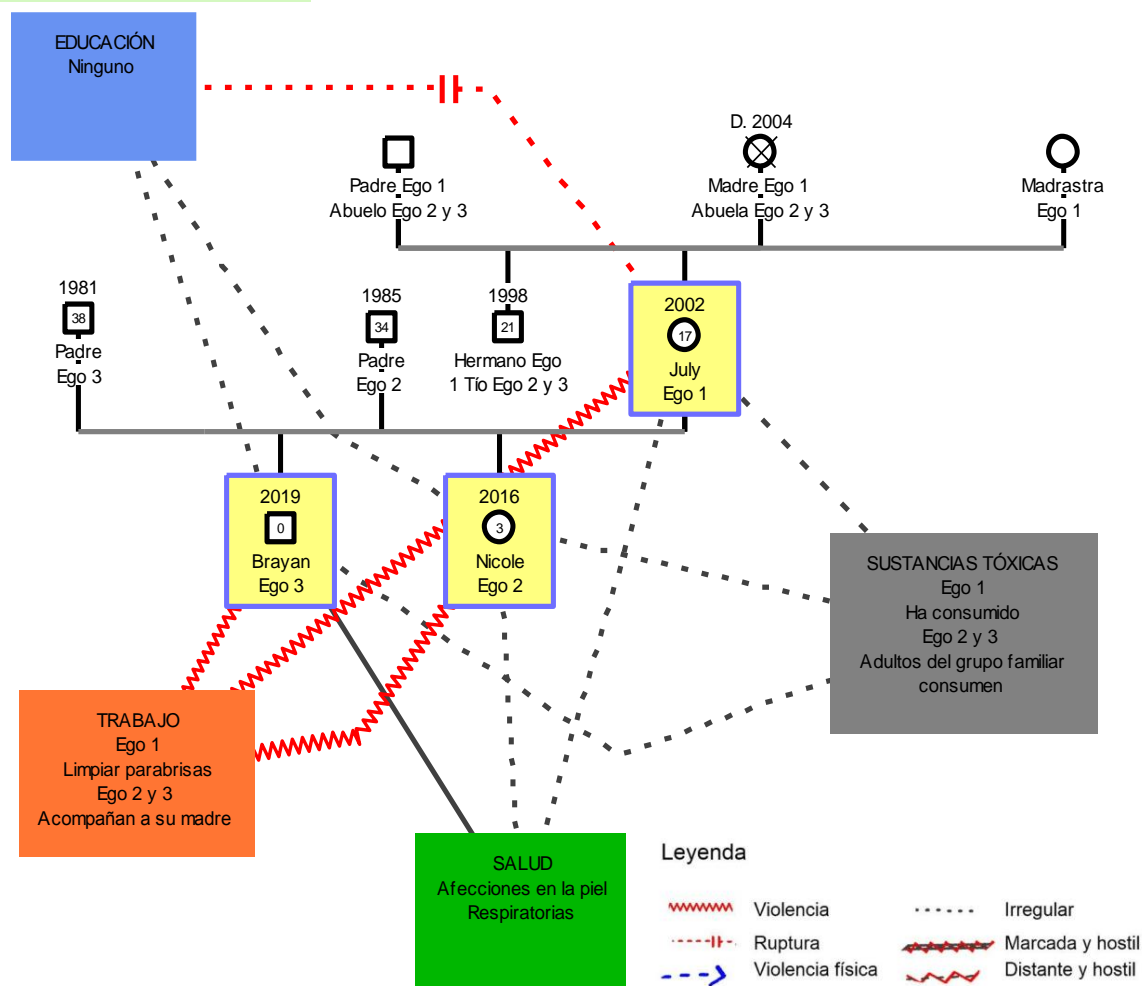 EDUCACIÓN
Ninguno
D. 2004
Padre Ego 1
Abuelo Ego 2 y 3
Madre Ego 1
Abuela Ego 2 y 3
Madrastra
Ego 1
1981
38
Padre
Ego 3
1985
34
Padre
Ego 2
1998
21
Hermano Ego
1 Tío Ego 2 y 3
2002
17
July
Ego 1
2019
0
Brayan
Ego 3
2016
3
Nicole
Ego 2
SUSTANCIAS TÓXICAS
Ego 1
Ha consumido
Ego 2 y 3
Adultos del grupo familiar
consumen
TRABAJO
Ego 1
Limpiar parabrisas
Ego 2 y 3
Acompañan a su madre
SALUD
Afecciones en la piel
Respiratorias
Leyenda
Violencia
Irregular
Ruptura
Marcada y hostil
Violencia física
Distante y hostil